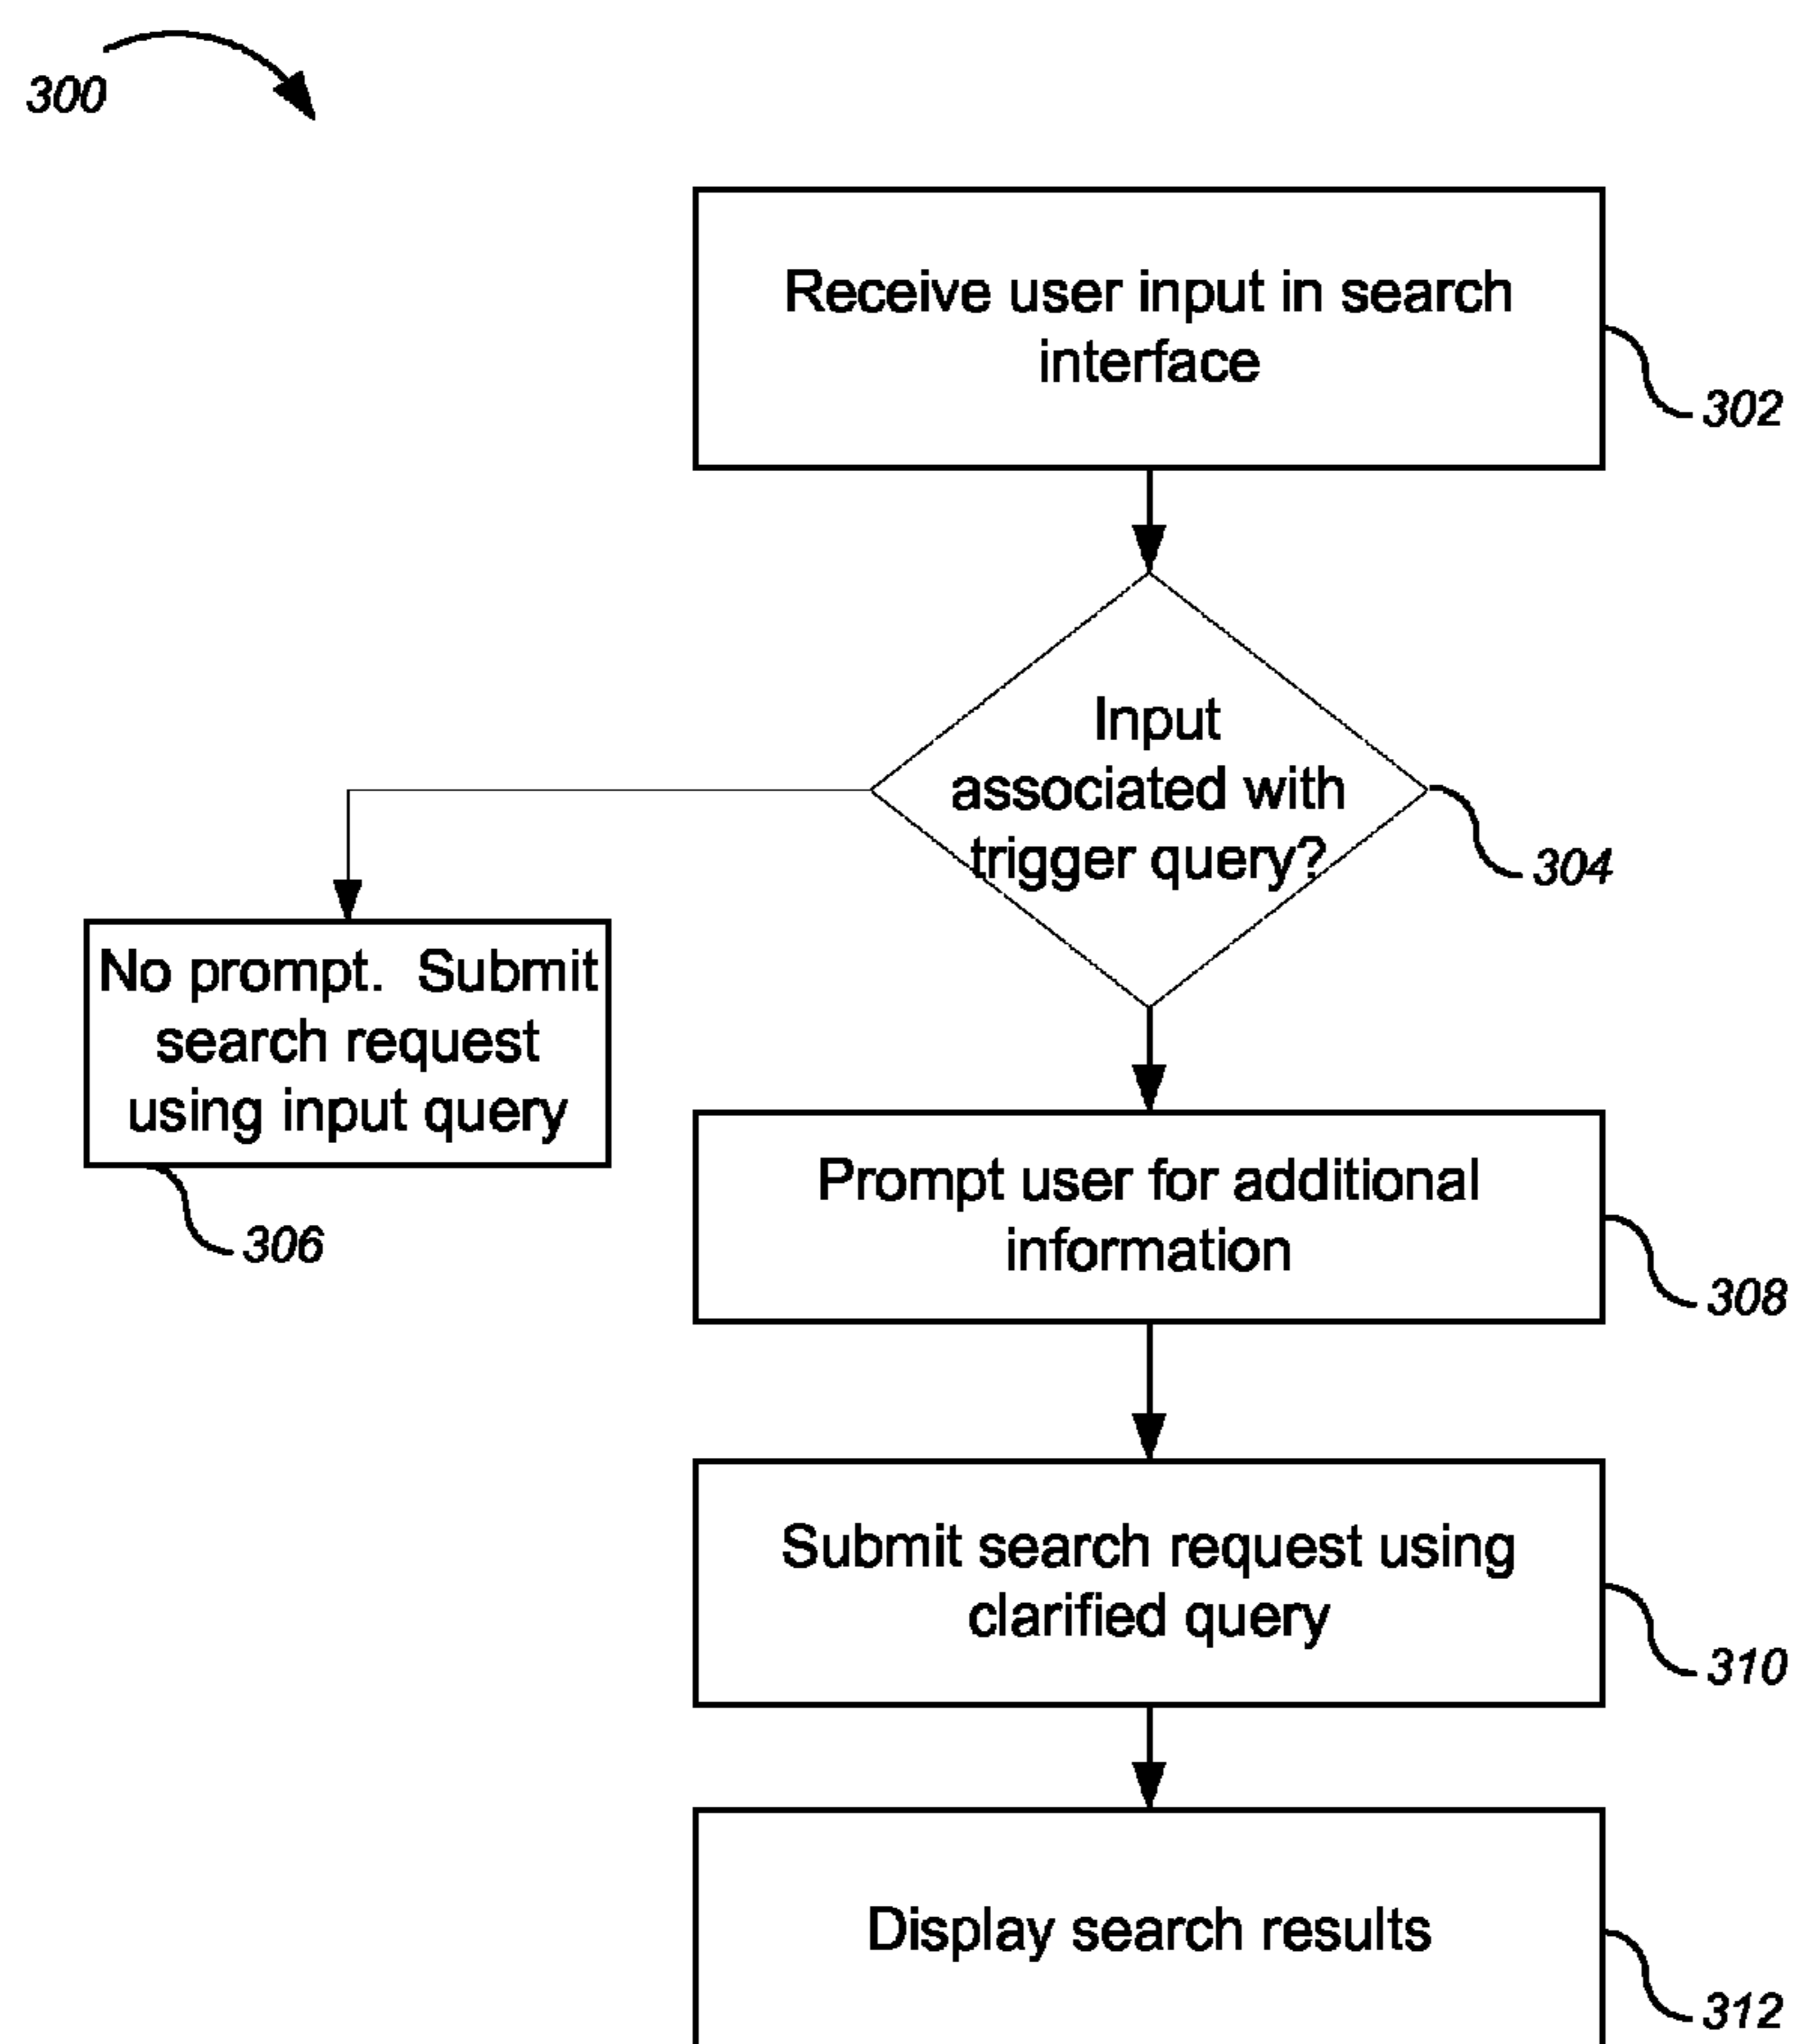 300
Receive user input in search
interface
302
Input
associated with
trigger query?
304
No prompt.  Submit
search request
using input query
306
Prompt user for additional
information
308
Submit search request using
clarified query
310
Display search results
312